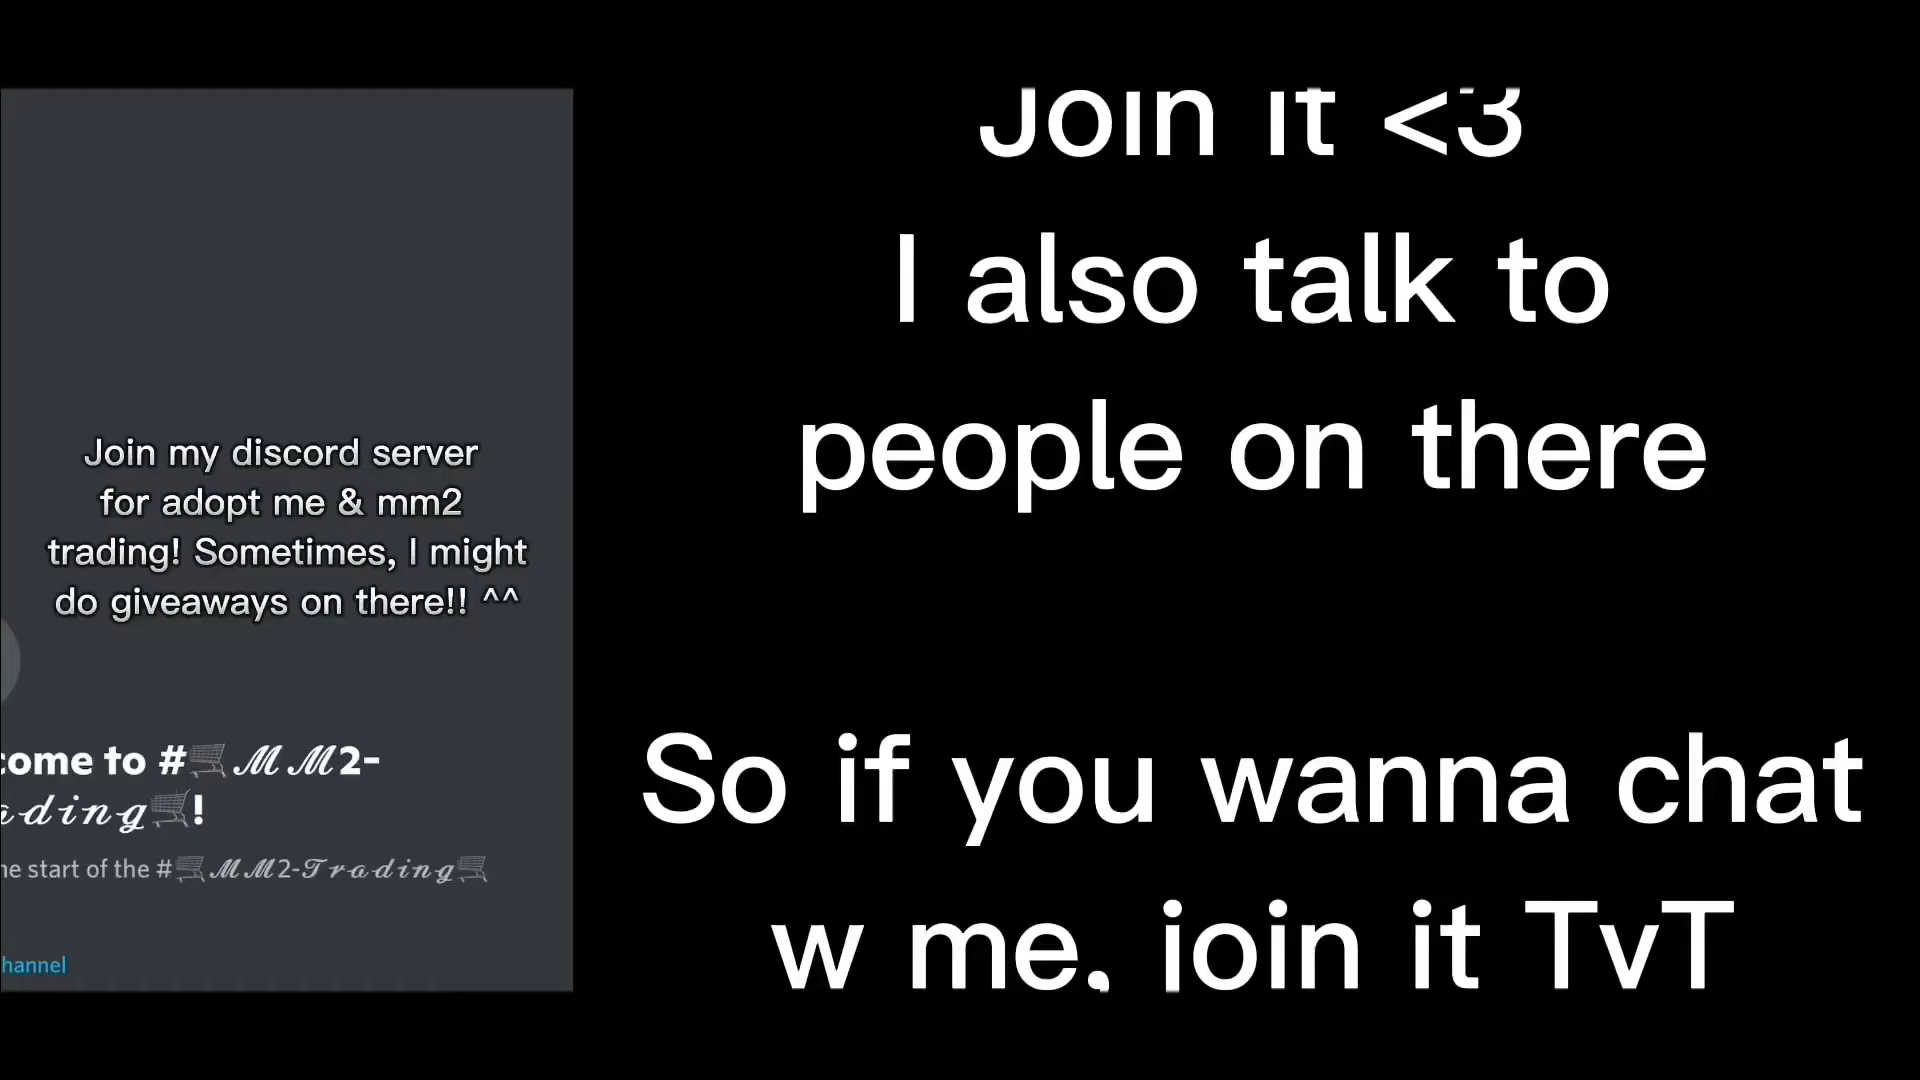 Join my discord server
for adopt me & mm2
trading! Sometimes, I might
do giveaways on there!! ^^
come to #🛒𝓜𝓜2-
𝓪𝓭𝓲𝓷𝓰🛒!
he start of the #🛒𝓜𝓜2-𝓣𝓻𝓪𝓭𝓲𝓷𝓰🛒
hannel
Join it <3
I also talk to
people on there
So if you wanna chat
w me, join it TvT